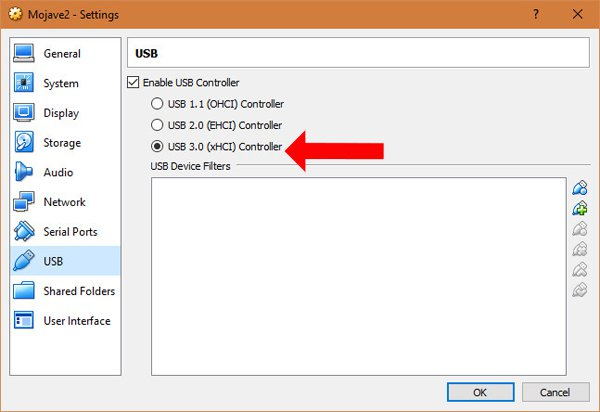 Mojave2 - Settings
?
General
System
Display
Storage
Audio
Network
Serial Ports
USB
Shared Folders
User Interface
USB
Enable USB Controller
USB 1.1 (OHCI) Controller
USB 2.0 (EHCI) Controller
USB 3.0 (xHCI) Controller
USB Device Filters
OK
Cancel